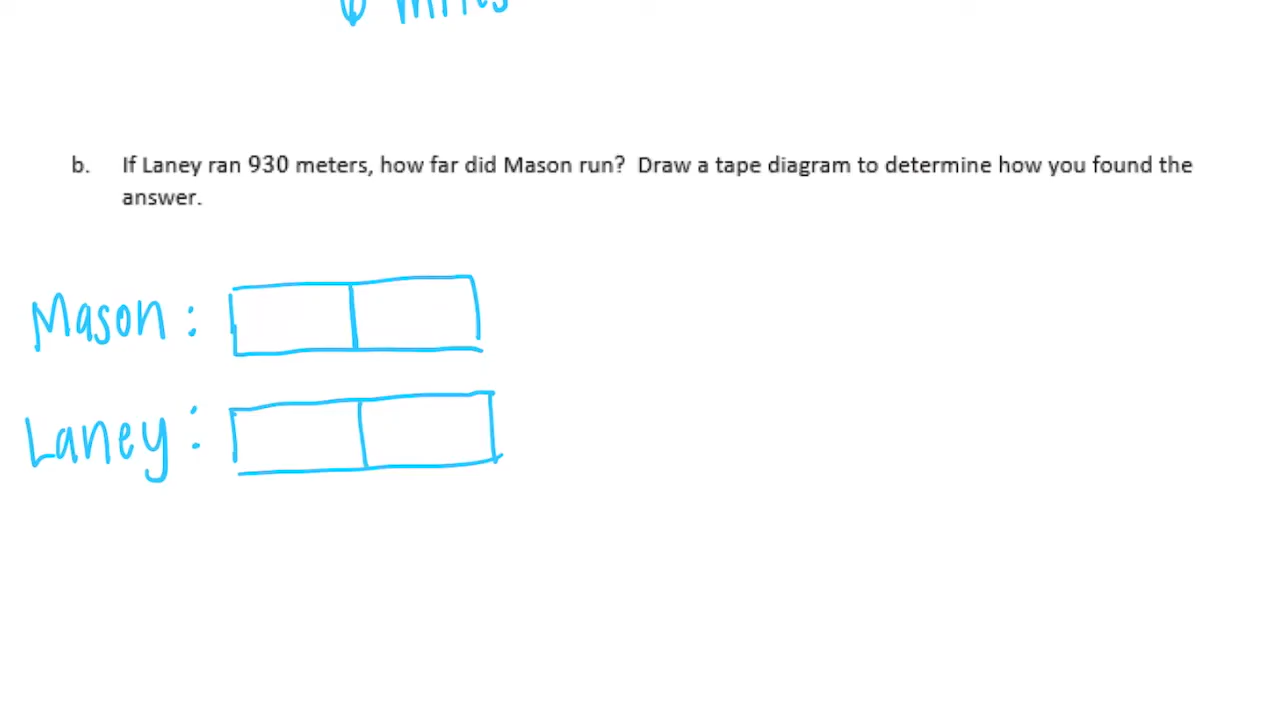 miles
b. If Laney ran 930 meters, how far did Mason run? Draw a tape diagram to determine how you found the
answer.
Mason :
Laney :